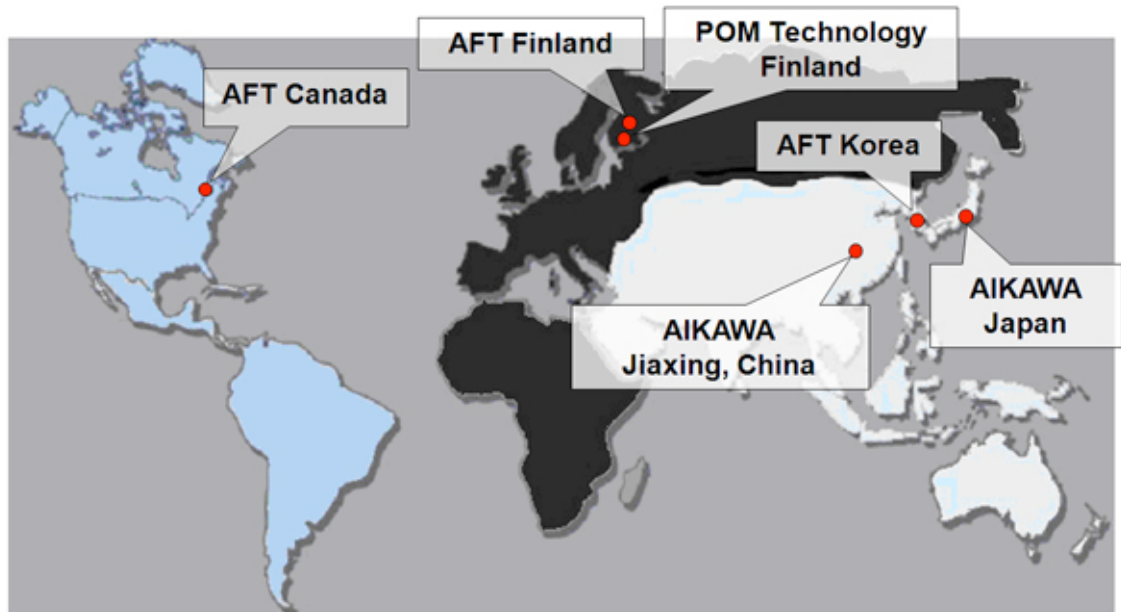 AFT Finland
POM Technology
Finland
AFT Canada
AFT Korea
AIKAWA
Japan
AIKAWA
Jiaxing, China